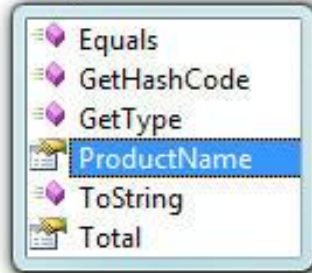 Equals
GetHashCode
GetType
ProductName
ToString
Total